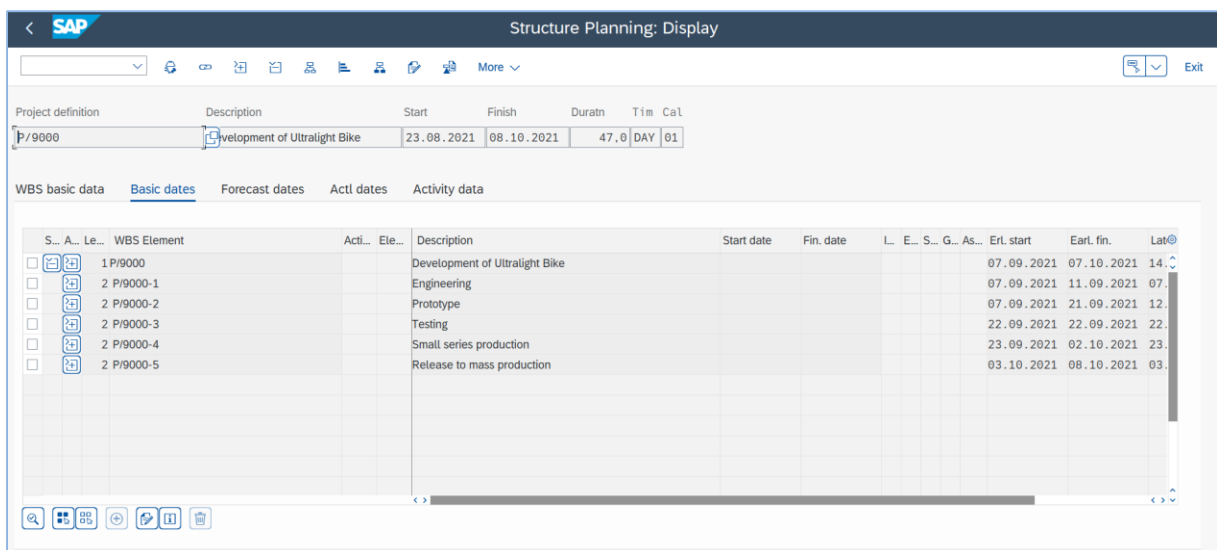 SAP Structure Planning: Display
More Exit
Project definition Description Start Finish Duratn Tim Cal
P/9000 velopment of Ultralight Bike 23.08.2021 08.10.2021 47,0 DAY 01
WBS basic data Basic dates Forecast dates Actl dates Activity data
S... A... Le... WBS Element Acti... Ele... Description Start date Fin. date I... E... S... G... As... Erl. start Earl. fin. Late
1 P/9000 Development of Ultralight Bike 07.09.2021 07.10.2021 14.
2 P/9000-1 Engineering 07.09.2021 11.09.2021 07.
2 P/9000-2 Prototype 07.09.2021 21.09.2021 12.
2 P/9000-3 Testing 22.09.2021 22.09.2021 22.
2 P/9000-4 Small series production 23.09.2021 02.10.2021 23.
2 P/9000-5 Release to mass production 03.10.2021 08.10.2021 03.